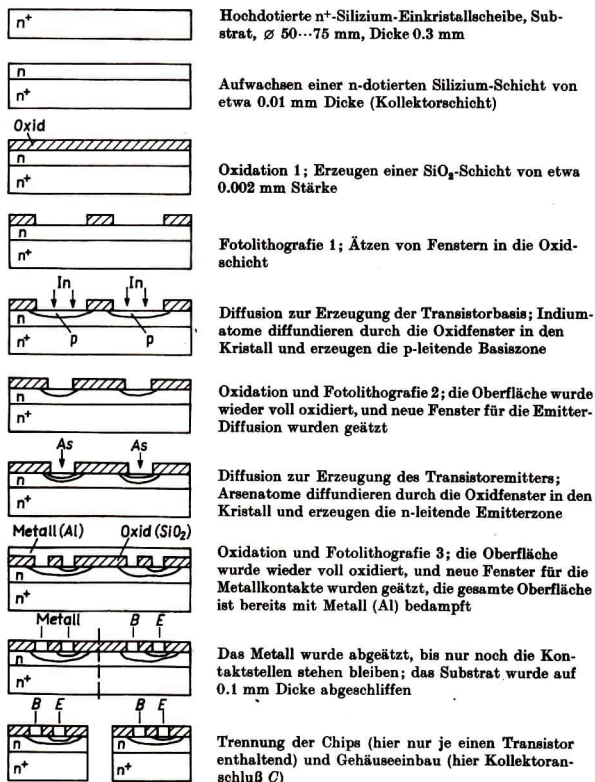 n+
Hochdotierte n+-Silizium-Einkristallscheibe, Sub-
strat, ⌀ 50···75 mm, Dicke 0.3 mm
n
n+
Aufwachsen einer n-dotierten Silizium-Schicht von
etwa 0.01 mm Dicke (Kollektorschicht)
Oxid
n
n+
Oxidation 1; Erzeugen einer SiO₂-Schicht von etwa
0.002 mm Stärke
n
n+
Fotolithografie 1; Ätzen von Fenstern in die Oxid-
schicht
In In
n
n+ p p
Diffusion zur Erzeugung der Transistorbasis; Indium-
atome diffundieren durch die Oxidfenster in den
Kristall und erzeugen die p-leitende Basiszone
n
n+
Oxidation und Fotolithografie 2; die Oberfläche wurde
wieder voll oxidiert, und neue Fenster für die Emitter-
Diffusion wurden geätzt
As As
n
n+
Diffusion zur Erzeugung des Transistoremitters;
Arsenatome diffundieren durch die Oxidfenster in den
Kristall und erzeugen die n-leitende Emitterzone
Metall (Al) Oxid (SiO₂)
n
n+
Oxidation und Fotolithografie 3; die Oberfläche
wurde wieder voll oxidiert, und neue Fenster für die
Metallkontakte wurden geätzt, die gesamte Oberfläche
ist bereits mit Metall (Al) bedampft
Metall B E
n
n+
Das Metall wurde abgeätzt, bis nur noch die Kon-
taktstellen stehen bleiben; das Substrat wurde auf
0.1 mm Dicke abgeschliffen
B E B E
n n
n+ n+
Trennung der Chips (hier nur je einen Transistor
enthaltend) und Gehäuseeinbau (hier Kollektoran-
schluß C)